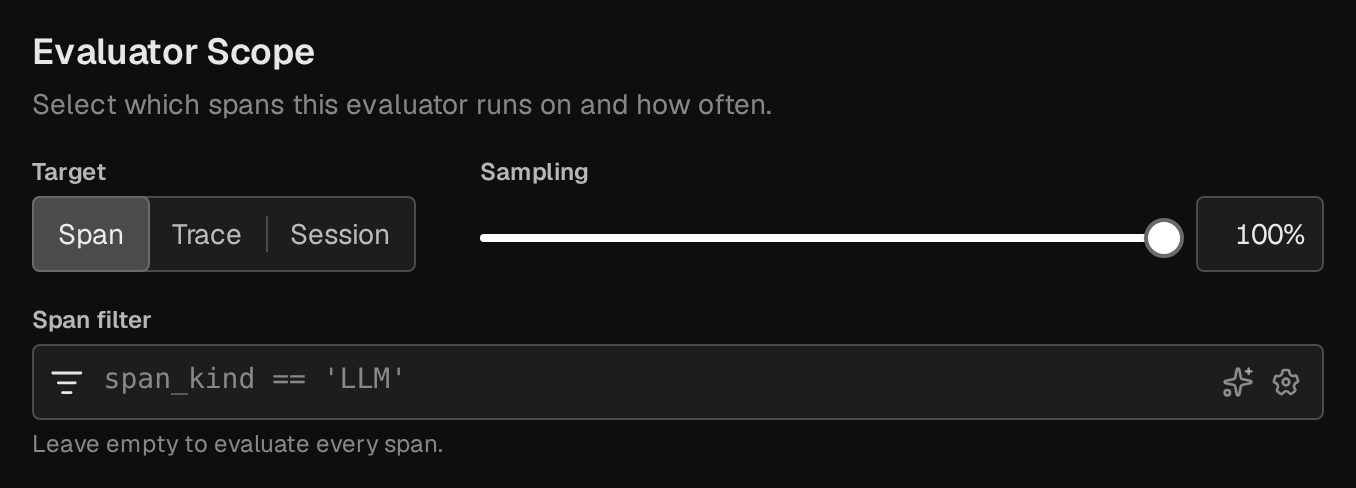 Evaluator Scope
Select which spans this evaluator runs on and how often.
Target
Sampling
Span
Trace
Session
100%
Span filter
span_kind == 'LLM'
Leave empty to evaluate every span.